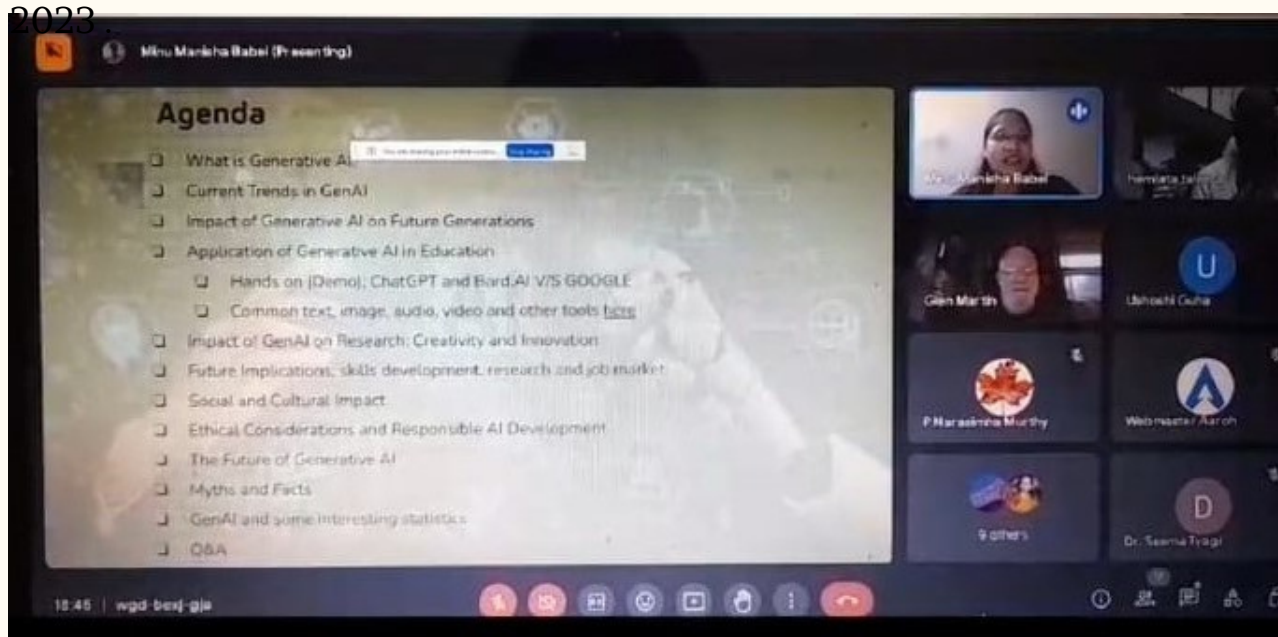 2023 .
Minu Manisha Babel (Presenting)
Agenda
❑ What is Generative AI
❑ Current Trends in GenAI
❑ Impact of Generative AI on Future Generations
❑ Application of Generative AI in Education
❑ Hands on [Demo]; ChatGPT and Bard.AI V/S GOOGLE
❑ Common text, image, audio, video and other tools here
❑ Impact of GenAI on Research: Creativity and Innovation
❑ Future Implications: skills development, research and job market
❑ Social and Cultural Impact
❑ Ethical Considerations and Responsible AI Development
❑ The Future of Generative AI
❑ Myths and Facts
❑ GenAI and some interesting statistics
❑ Q&A
Minu Manisha Babel
hemlata
Glen Martin
U
Ushoshi Guha
P Narasimha Murthy
Webmaster Aaroh
9 others
D
Dr. Seema Tyagi
18:45 | wgd-bexj-gja